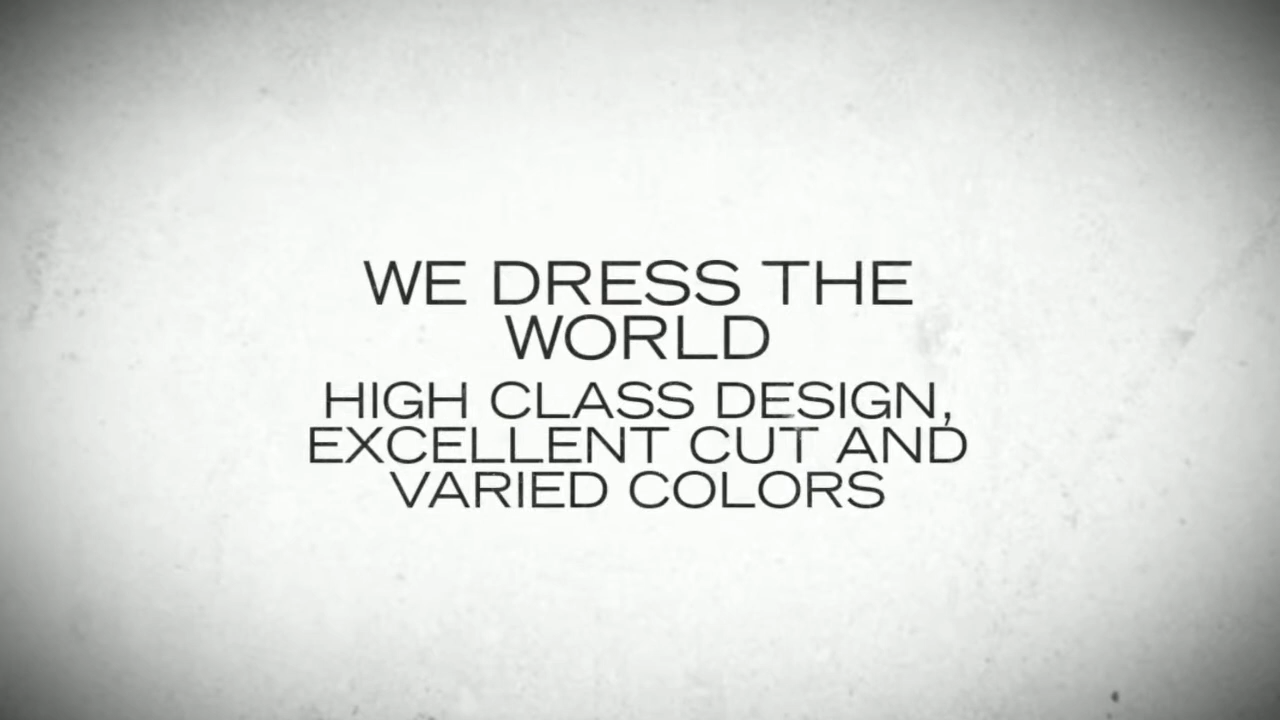 WE DRESS THE
WORLD
HIGH CLASS DESIGN,
EXCELLENT CUT AND
VARIED COLORS